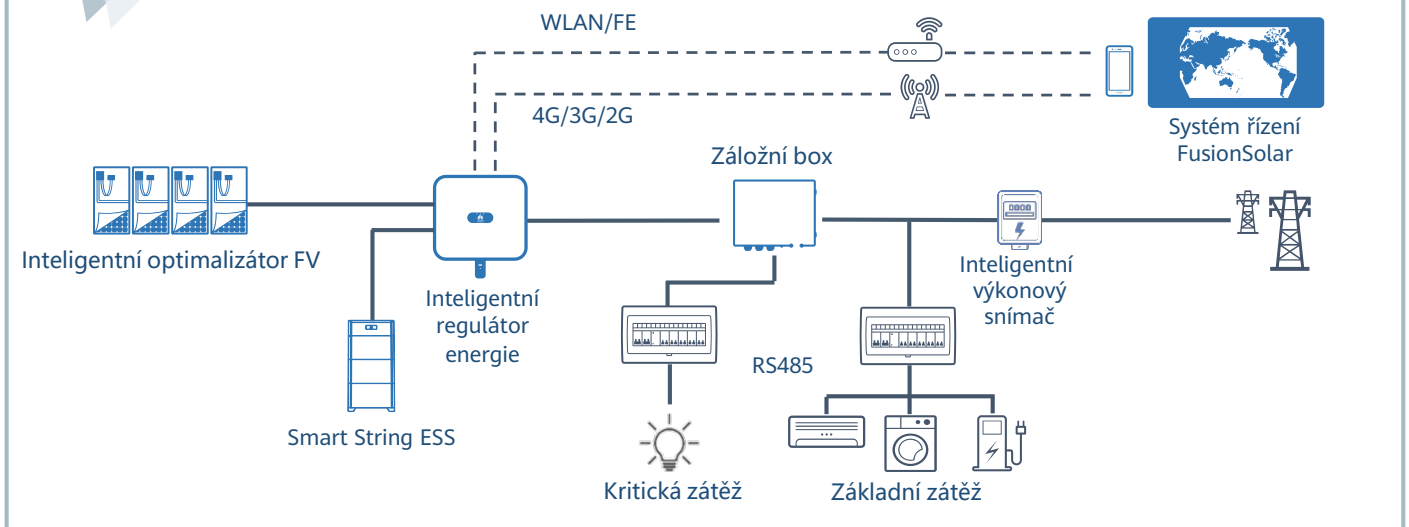 WLAN/FE
4G/3G/2G
Systém řízení
FusionSolar
Záložní box
Inteligentní optimalizátor FV
Inteligentní
regulátor
energie
Inteligentní
výkonový
snímač
RS485
Smart String ESS
Kritická zátěž
Základní zátěž